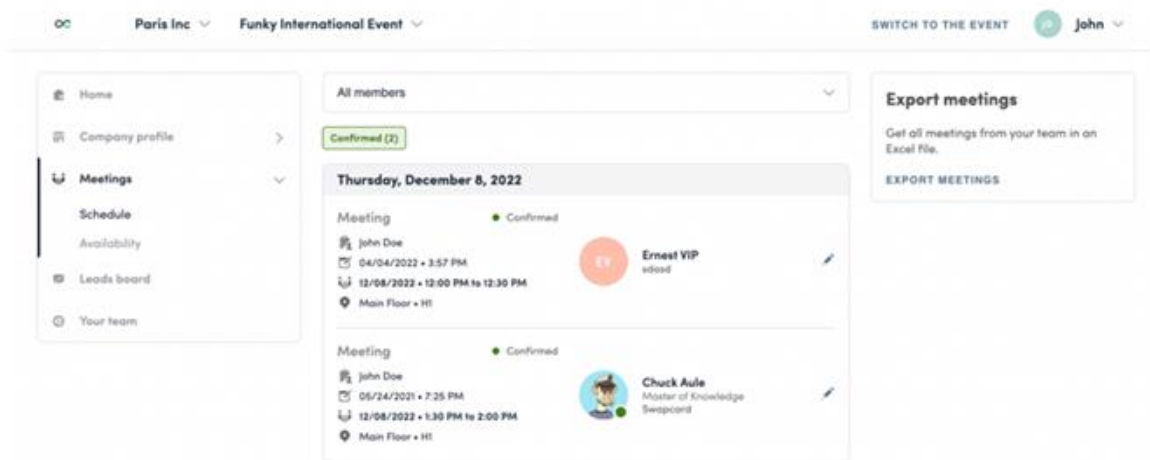 Paris Inc
Funky International Event
SWITCH TO THE EVENT
John
Home
Company profile
Meetings
Schedule
Availability
Leads board
Your team
All members
Confirmed (2)
Thursday, December 8, 2022
Meeting
Confirmed
John Doe
04/04/2022 • 3:57 PM
12/08/2022 • 12:00 PM to 12:30 PM
Main Floor • H1
EV
Ernest VIP
Meeting
Confirmed
John Doe
05/24/2021 • 7:25 PM
12/08/2022 • 1:30 PM to 2:00 PM
Main Floor • H1
Chuck Aule
Master of Knowledge
Swapcard
Export meetings
Get all meetings from your team in an
Excel file.
EXPORT MEETINGS